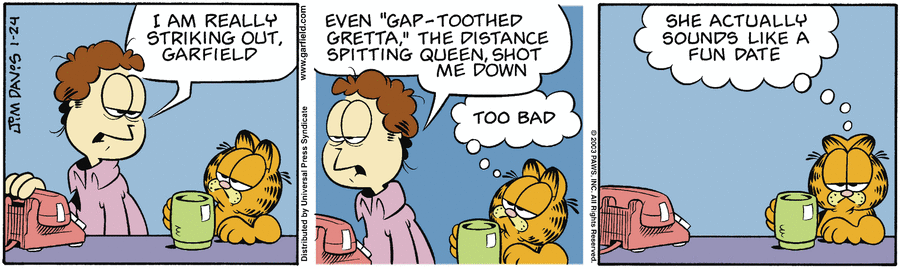 JIM DAVIS 1-24
I AM REALLY
STRIKING OUT,
GARFIELD
www.garfield.com
Distributed by Universal Press Syndicate
EVEN "GAP-TOOTHED
GRETTA," THE DISTANCE
SPITTING QUEEN, SHOT
ME DOWN
TOO BAD
© 2003 PAWS, INC. All Rights Reserved.
SHE ACTUALLY
SOUNDS LIKE A
FUN DATE